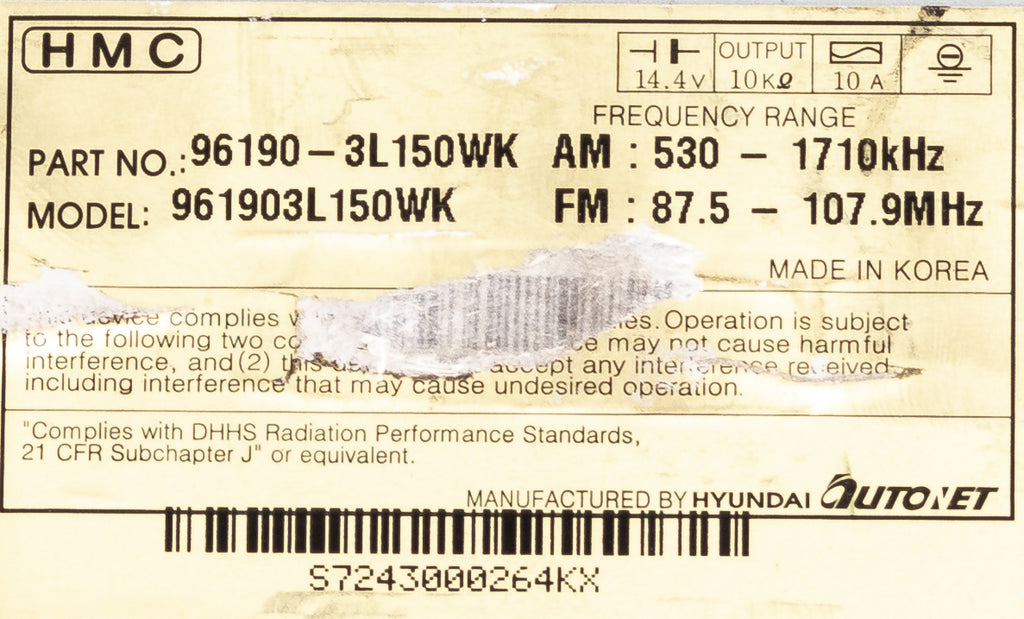 HMC
14.4V OUTPUT 10KΩ 10 A
FREQUENCY RANGE
PART NO.: 96190-3L150WK AM : 530 - 1710kHz
MODEL: 961903L150WK FM : 87.5 - 107.9MHz
MADE IN KOREA
device complies Operation is subject
to the following two may not cause harmful
interference, and (2) this accept any interference received,
including interference that may cause undesired operation.
"Complies with DHHS Radiation Performance Standards,
21 CFR Subchapter J" or equivalent.
MANUFACTURED BY HYUNDAI AUTONET
S7243000264KX